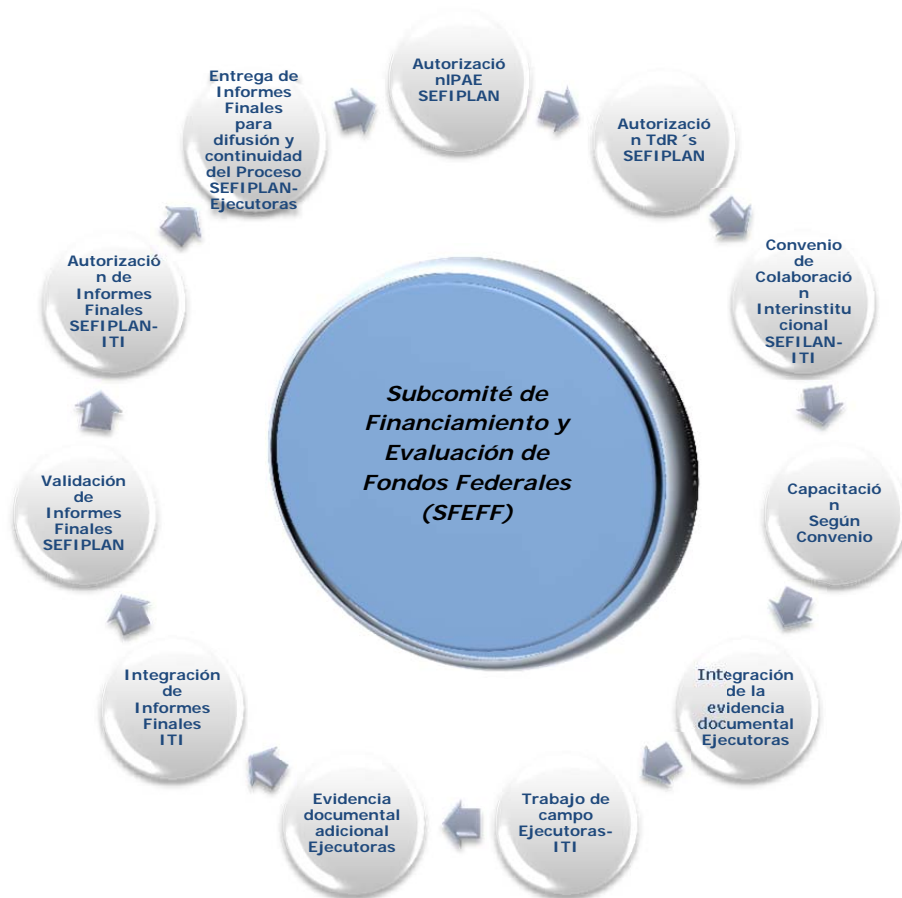 Autorizació
nIPAE
SEFIPLAN
Autorizació
n TdR´s
SEFIPLAN
Convenio
de
Colaboració
n
Interinstitu
cional
SEFILAN-
ITI
Capacitació
n
Según
Convenio
Integración
de la
evidencia
documental
Ejecutoras
Trabajo de
campo
Ejecutoras-
ITI
Evidencia
documental
adicional
Ejecutoras
Integración
de
Informes
Finales
ITI
Validación
de
Informes
Finales
SEFIPLAN
Autorizació
n de
Informes
Finales
SEFIPLAN-
ITI
Entrega de
Informes
Finales
para
difusión y
continuidad
del Proceso
SEFIPLAN-
Ejecutoras
Subcomité de
Financiamiento y
Evaluación de
Fondos Federales
(SFEFF)